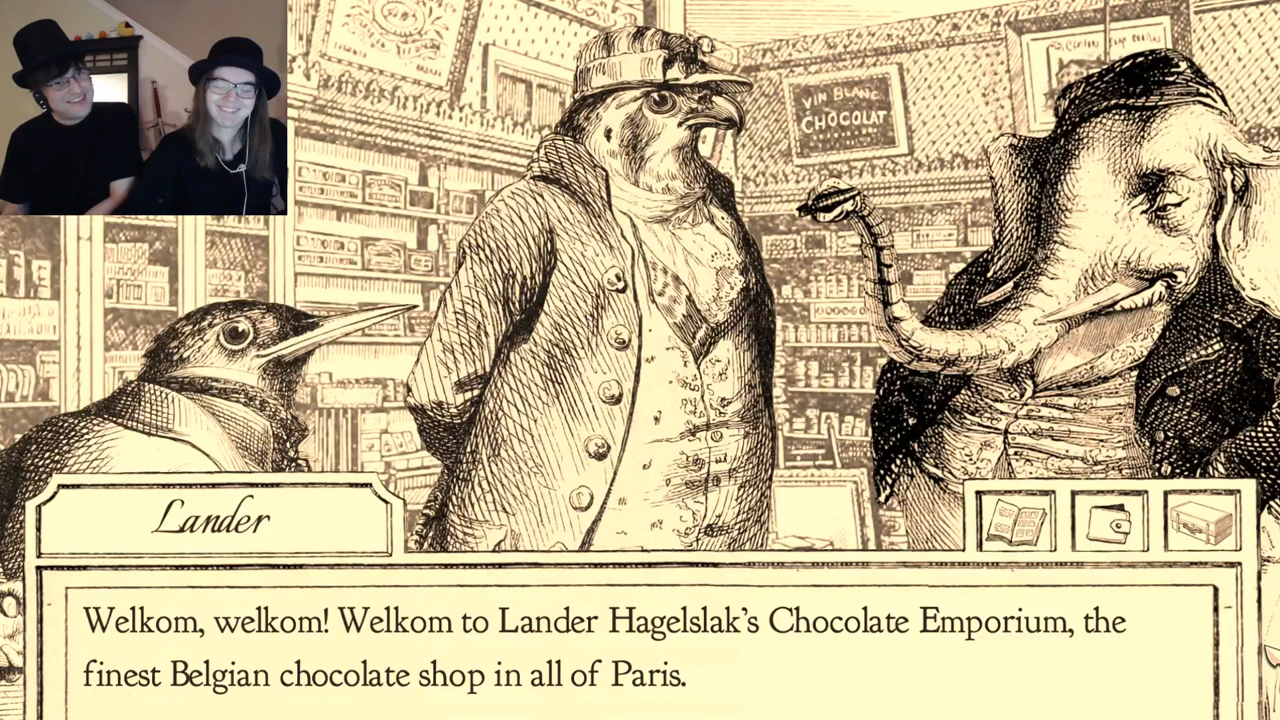 VIN BLANC
CHOCOLAT
Lander
Welkom, welkom! Welkom to Lander Hagelslak's Chocolate Emporium, the
finest Belgian chocolate shop in all of Paris.